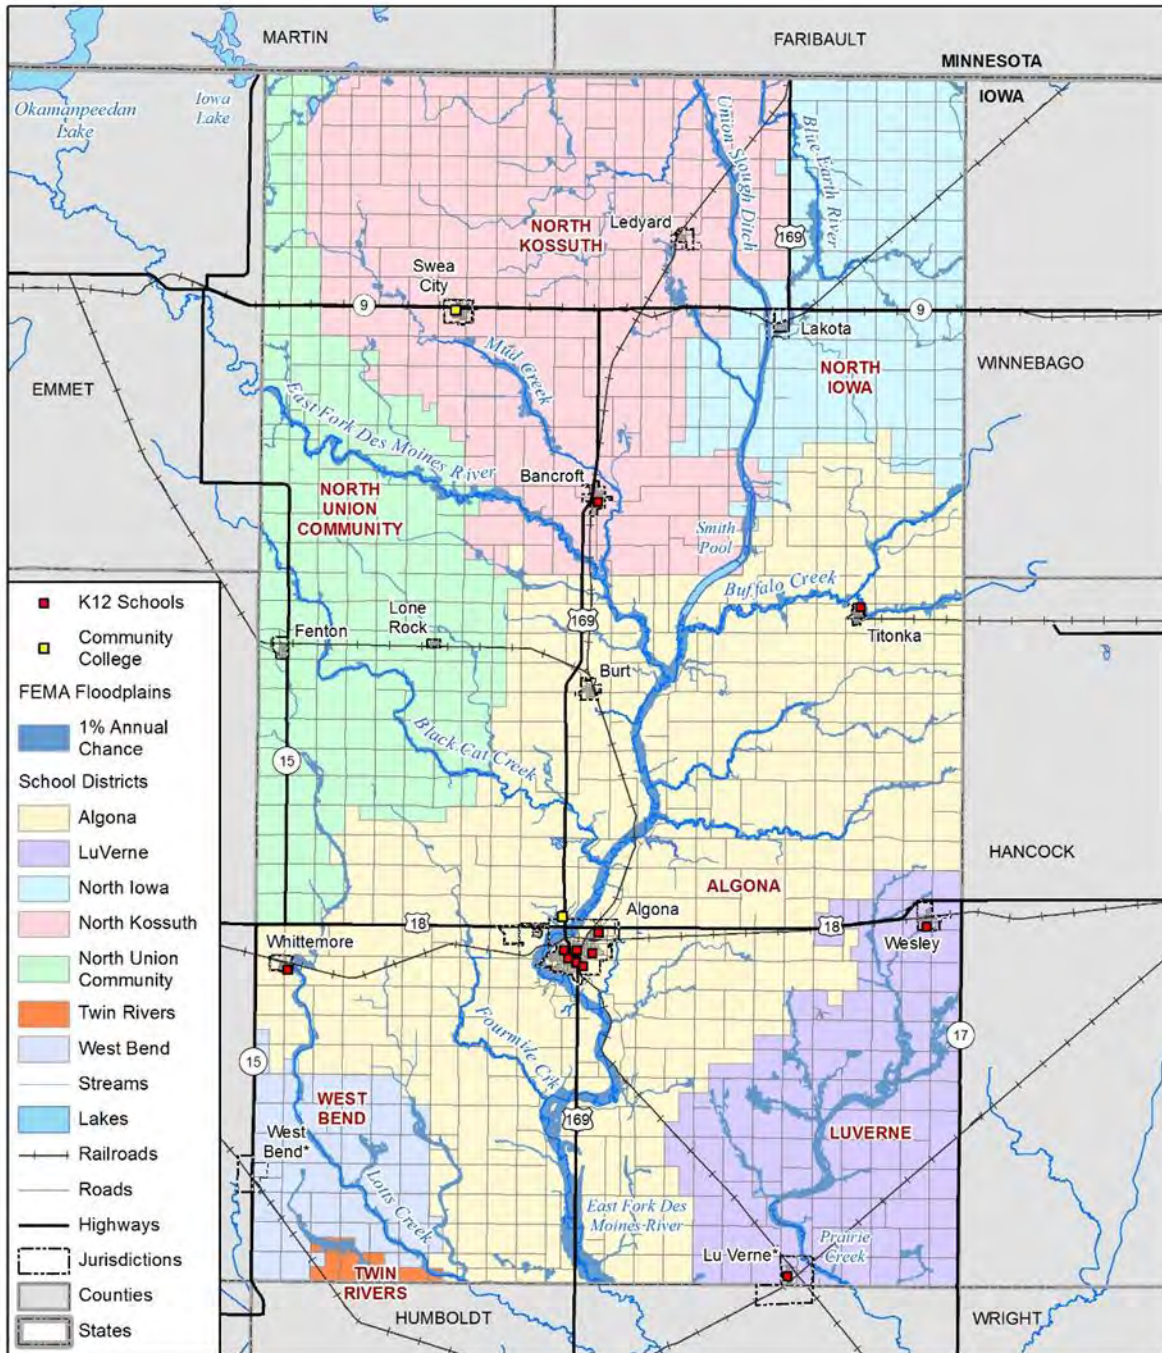 MARTIN
FARIBAULT
MINNESOTA
IOWA
Okamanpeedan
Lake
Iowa
Lake
Union Slough Ditch
Blue Earth River
NORTH
KOSSUTH
Ledyard
169
Swea
City
9
9
Lakota
Mud Creek
NORTH
IOWA
WINNEBAGO
EMMET
East Fork Des Moines River
Bancroft
NORTH
UNION
COMMUNITY
Smith
Pool
Buffalo Creek
Titonka
Lone
Rock
Fenton
169
Burt
Black Cat Creek
15
HANCOCK
ALGONA
Algona
18
18
Wesley
Whittemore
Fourmile Crk
17
15
WEST
BEND
169
West
Bend*
LUVERNE
Lotts Creek
East Fork Des
Moines River
Lu Verne*
Prairie
Creek
TWIN
RIVERS
HUMBOLDT
WRIGHT
K12 Schools
Community
College
FEMA Floodplains
1% Annual
Chance
School Districts
Algona
LuVerne
North Iowa
North Kossuth
North Union
Community
Twin Rivers
West Bend
Streams
Lakes
Railroads
Roads
Highways
Jurisdictions
Counties
States